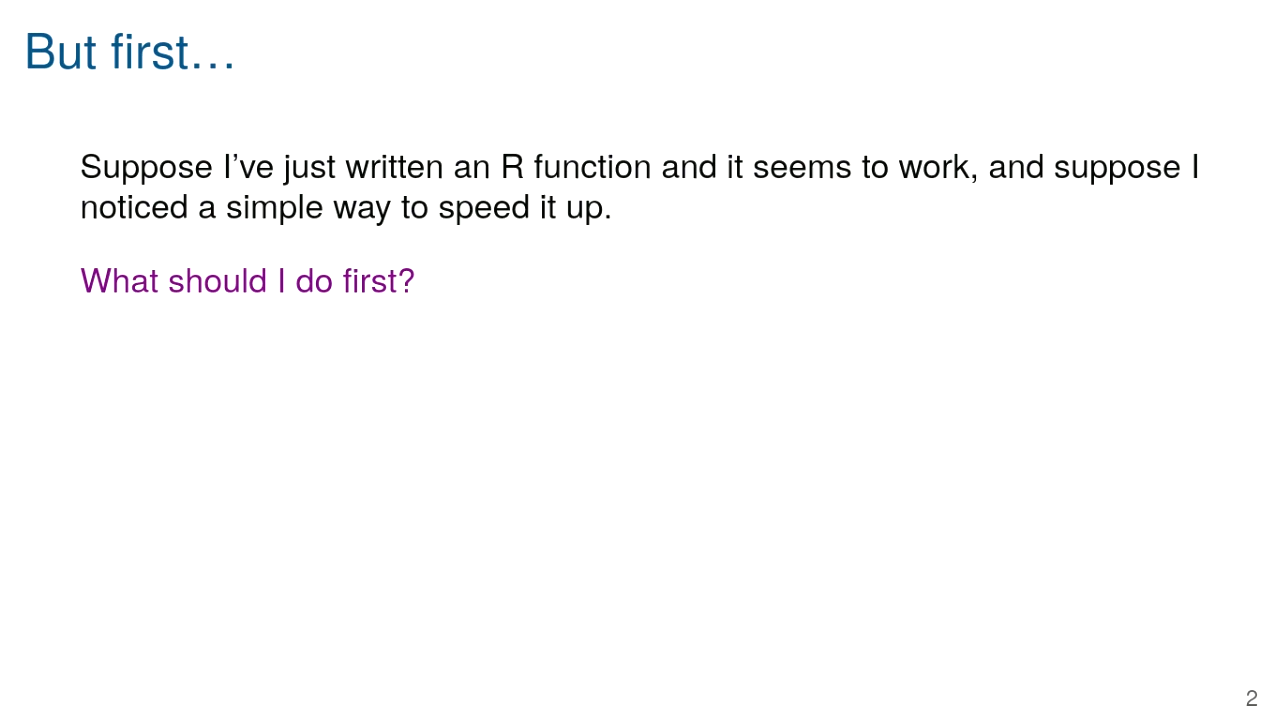 But first…
Suppose I’ve just written an R function and it seems to work, and suppose I
noticed a simple way to speed it up.
What should I do first?
2